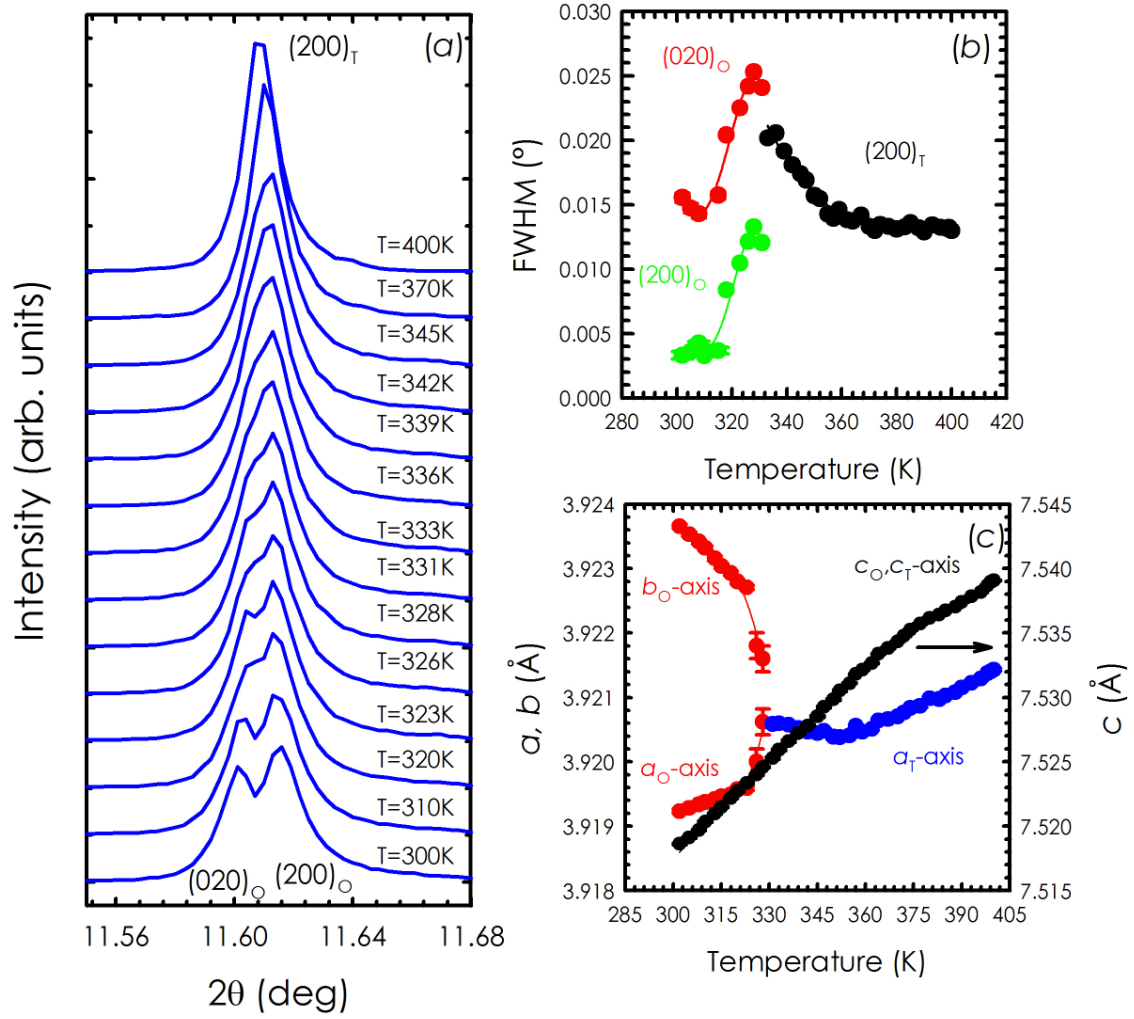 (200)T
(a)
T=400K
T=370K
T=345K
T=342K
T=339K
T=336K
T=333K
T=331K
T=328K
T=326K
T=323K
T=320K
T=310K
T=300K
(020)O (200)O
11.56 11.60 11.64 11.68
2θ (deg)
Intensity (arb. units)
(b)
0.030
0.025
0.020
0.015
0.010
0.005
0.000
FWHM (°)
(020)O
(200)T
(200)O
280 300 320 340 360 380 400 420
Temperature (K)
(c)
3.924
3.923
3.922
3.921
3.920
3.919
3.918
a, b (Å)
bO-axis
cO,cT-axis
aO-axis
aT-axis
7.545
7.540
7.535
7.530
7.525
7.520
7.515
c (Å)
285 300 315 330 345 360 375 390 405
Temperature (K)